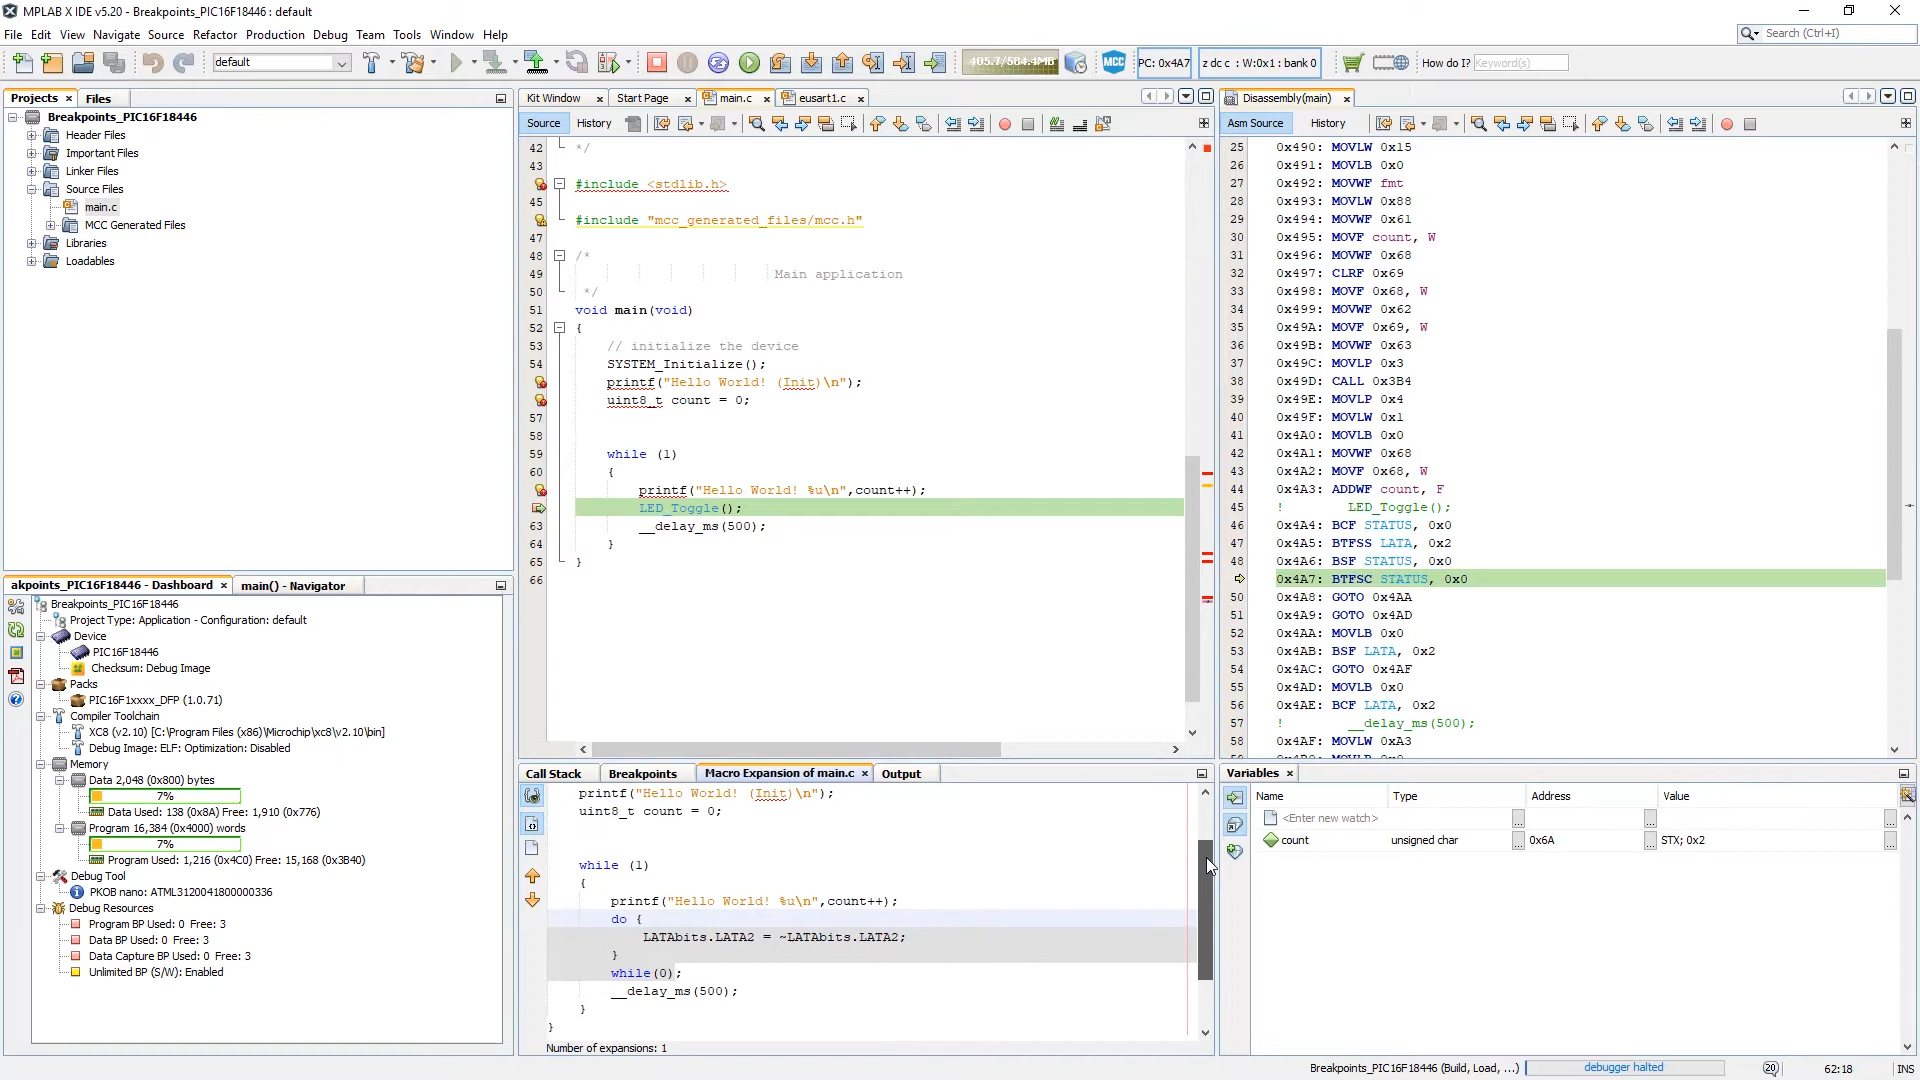 MPLAB X IDE v5.20 - Breakpoints_PIC16F18446 : default
File Edit View Navigate Source Refactor Production Debug Team Tools Window Help
Search (Ctrl+I)
default
405.7/584.4MB
MCC
PC: 0x4A7
z dc c : W:0x1 : bank 0
How do I? Keyword(s)
Projects
Files
Breakpoints_PIC16F18446
Header Files
Important Files
Linker Files
Source Files
main.c
MCC Generated Files
Libraries
Loadables
akpoints_PIC16F18446 - Dashboard
main() - Navigator
Breakpoints_PIC16F18446
Project Type: Application - Configuration: default
Device
PIC16F18446
Checksum: Debug Image
Packs
PIC16F1xxxx_DFP (1.0.71)
Compiler Toolchain
XC8 (v2.10) [C:\Program Files (x86)\Microchip\xc8\v2.10\bin]
Debug Image: ELF: Optimization: Disabled
Memory
Data 2,048 (0x800) bytes
7%
Data Used: 138 (0x8A) Free: 1,910 (0x776)
Program 16,384 (0x4000) words
7%
Program Used: 1,216 (0x4C0) Free: 15,168 (0x3B40)
Debug Tool
PKOB nano: ATML3120041800000336
Debug Resources
Program BP Used: 0 Free: 3
Data BP Used: 0 Free: 3
Data Capture BP Used: 0 Free: 3
Unlimited BP (S/W): Enabled
Kit Window
Start Page
main.c
eusart1.c
Source
History
42 */
43
#include <stdlib.h>
45
#include "mcc_generated_files/mcc.h"
47
48 /*
49 Main application
50 */
51 void main(void)
52 {
53 // initialize the device
54 SYSTEM_Initialize();
printf("Hello World! (Init)\n");
uint8_t count = 0;
57
58
59 while (1)
60 {
printf("Hello World! %u\n",count++);
LED_Toggle();
63 __delay_ms(500);
64 }
65 }
66
Call Stack
Breakpoints
Macro Expansion of main.c
Output
printf("Hello World! (Init)\n");
uint8_t count = 0;
while (1)
{
printf("Hello World! %u\n",count++);
do {
LATAbits.LATA2 = ~LATAbits.LATA2;
}
while(0);
__delay_ms(500);
}
}
Number of expansions: 1
Disassembly(main)
Asm Source
History
25 0x490: MOVLW 0x15
26 0x491: MOVLB 0x0
27 0x492: MOVWF fmt
28 0x493: MOVLW 0x88
29 0x494: MOVWF 0x61
30 0x495: MOVF count, W
31 0x496: MOVWF 0x68
32 0x497: CLRF 0x69
33 0x498: MOVF 0x68, W
34 0x499: MOVWF 0x62
35 0x49A: MOVF 0x69, W
36 0x49B: MOVWF 0x63
37 0x49C: MOVLP 0x3
38 0x49D: CALL 0x3B4
39 0x49E: MOVLP 0x4
40 0x49F: MOVLW 0x1
41 0x4A0: MOVLB 0x0
42 0x4A1: MOVWF 0x68
43 0x4A2: MOVF 0x68, W
44 0x4A3: ADDWF count, F
45 ! LED_Toggle();
46 0x4A4: BCF STATUS, 0x0
47 0x4A5: BTFSS LATA, 0x2
48 0x4A6: BSF STATUS, 0x0
0x4A7: BTFSC STATUS, 0x0
50 0x4A8: GOTO 0x4AA
51 0x4A9: GOTO 0x4AD
52 0x4AA: MOVLB 0x0
53 0x4AB: BSF LATA, 0x2
54 0x4AC: GOTO 0x4AF
55 0x4AD: MOVLB 0x0
56 0x4AE: BCF LATA, 0x2
57 ! __delay_ms(500);
58 0x4AF: MOVLW 0xA3
Variables
Name Type Address Value
<Enter new watch>
count unsigned char 0x6A STX; 0x2
Breakpoints_PIC16F18446 (Build, Load, ...)
debugger halted
20
62:18
INS